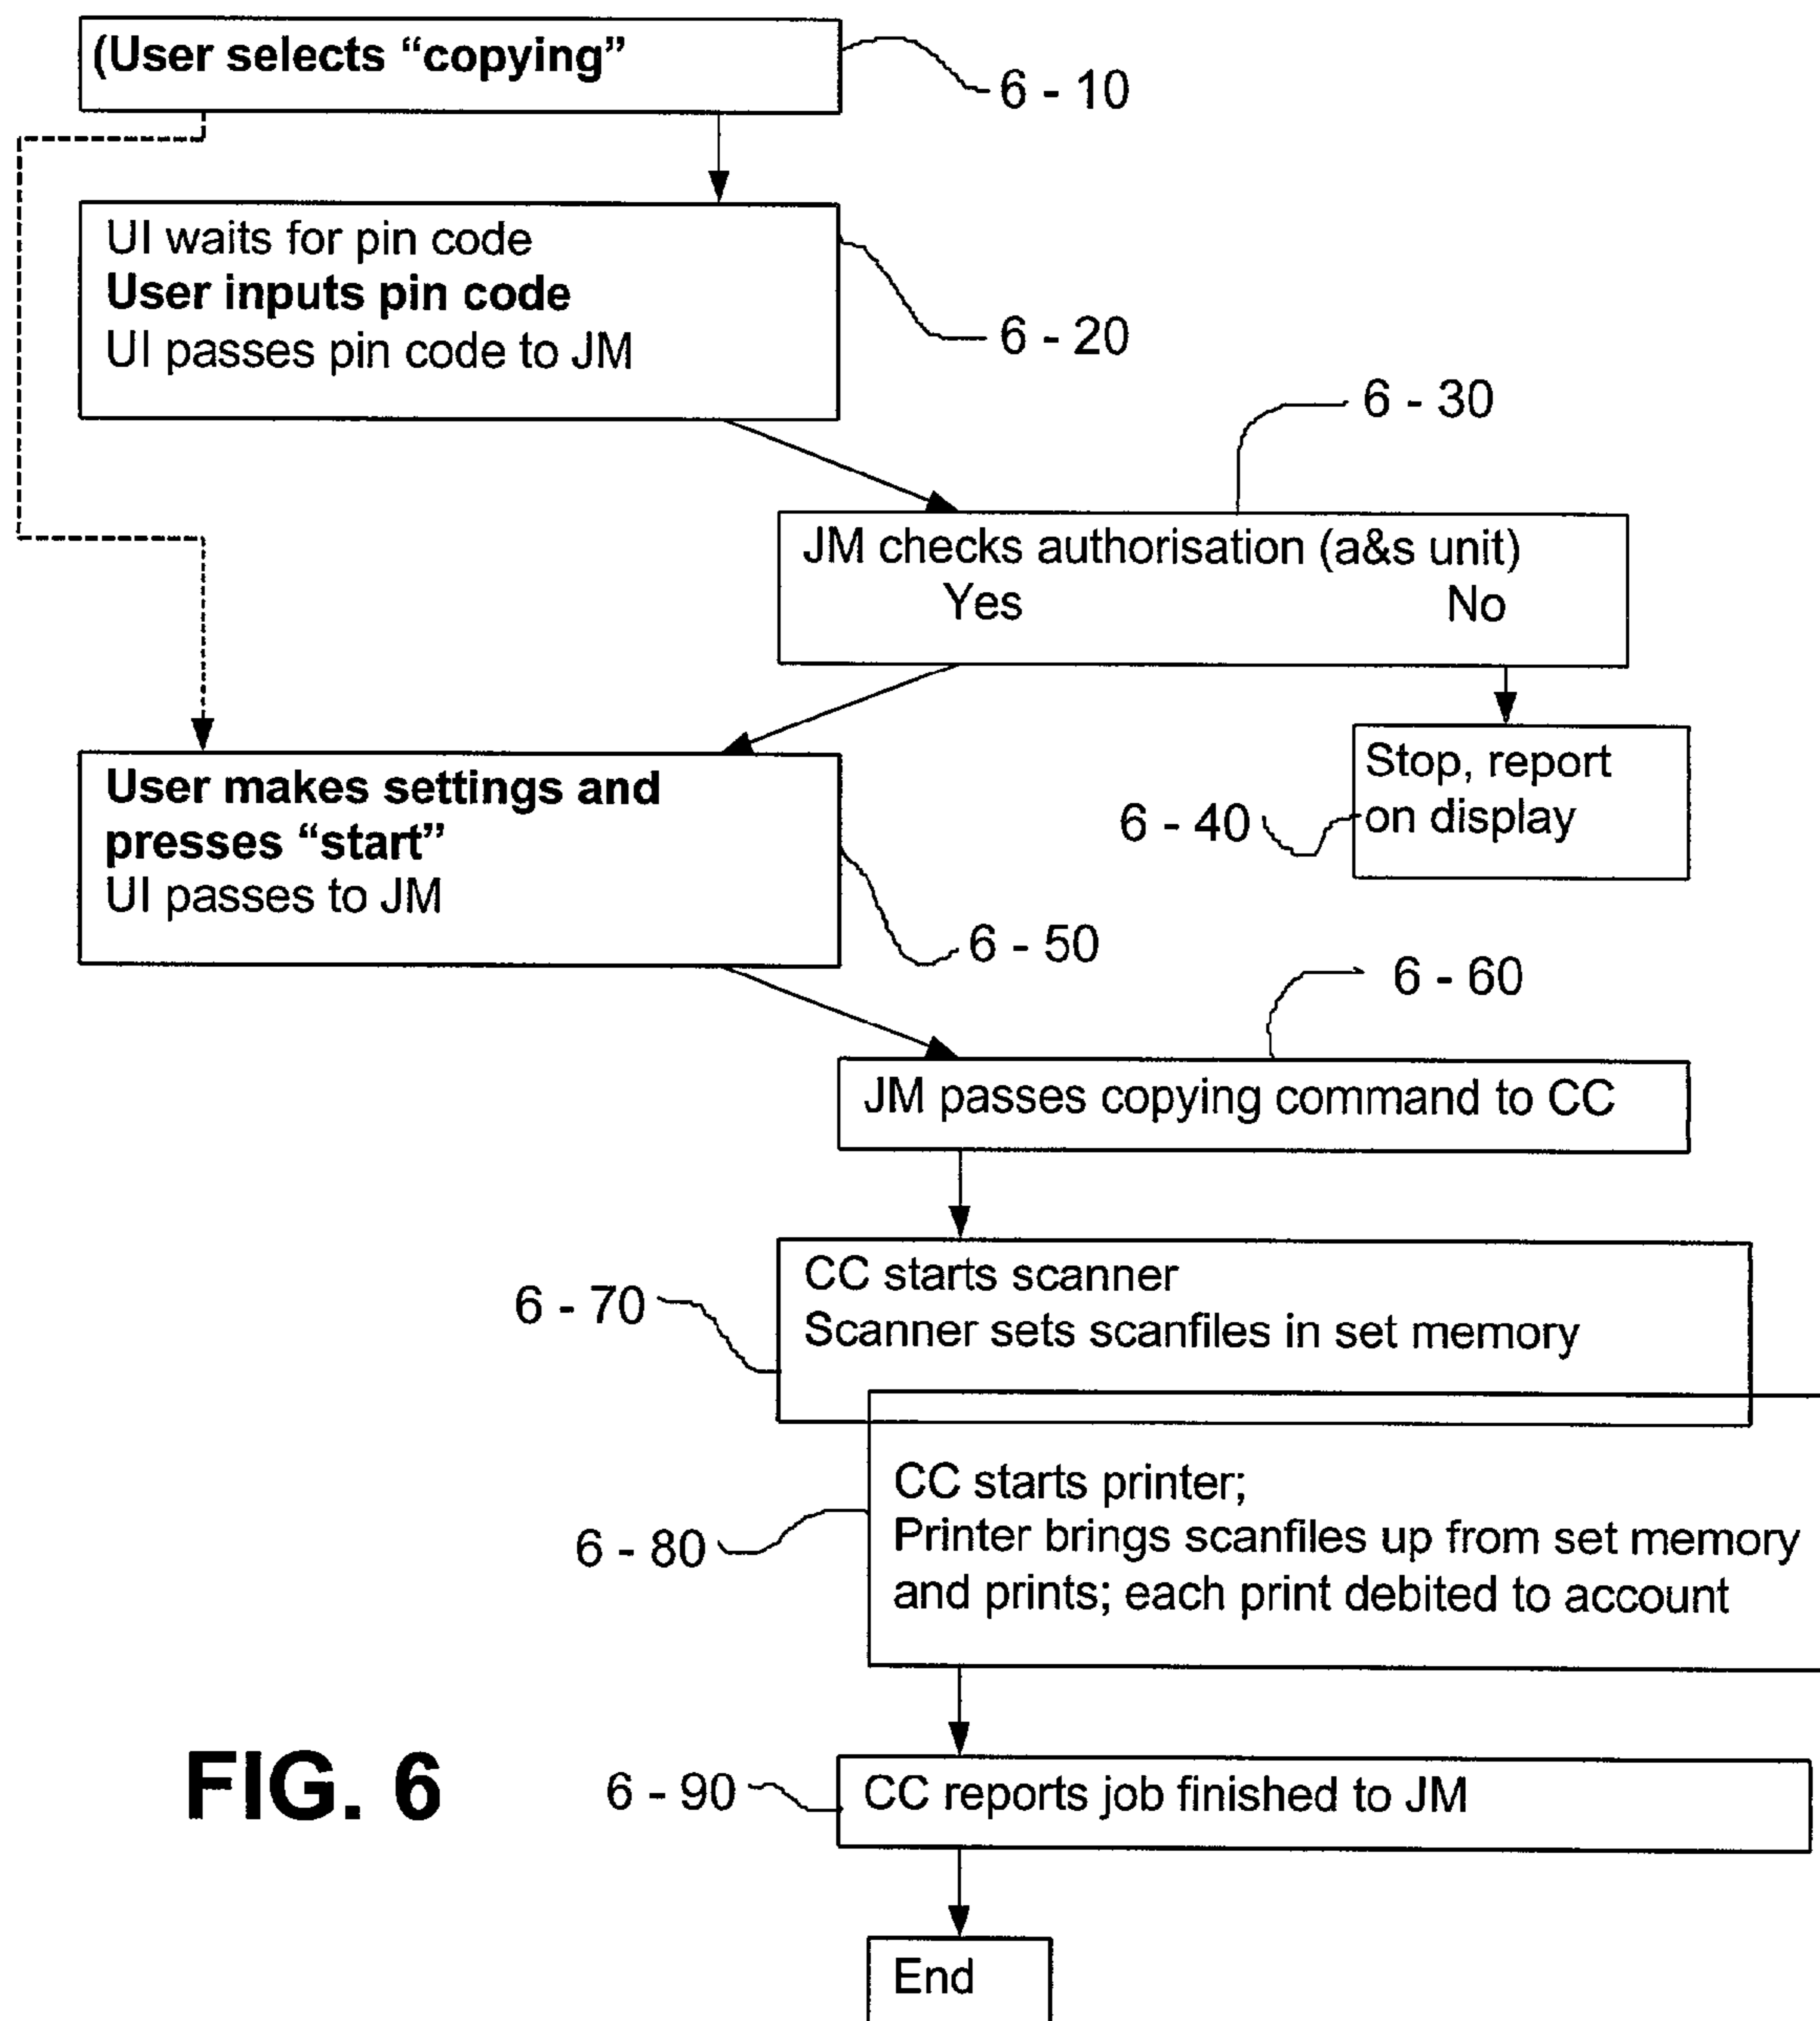 (User selects “copying”
6 - 10
UI waits for pin code
User inputs pin code
UI passes pin code to JM
6 - 20
6 - 30
JM checks authorisation (a&s unit)
Yes No
Stop, report
on display
6 - 40
User makes settings and
presses “start”
UI passes to JM
6 - 50
6 - 60
JM passes copying command to CC
CC starts scanner
Scanner sets scanfiles in set memory
6 - 70
CC starts printer;
Printer brings scanfiles up from set memory
and prints; each print debited to account
6 - 80
FIG. 6
6 - 90
CC reports job finished to JM
End